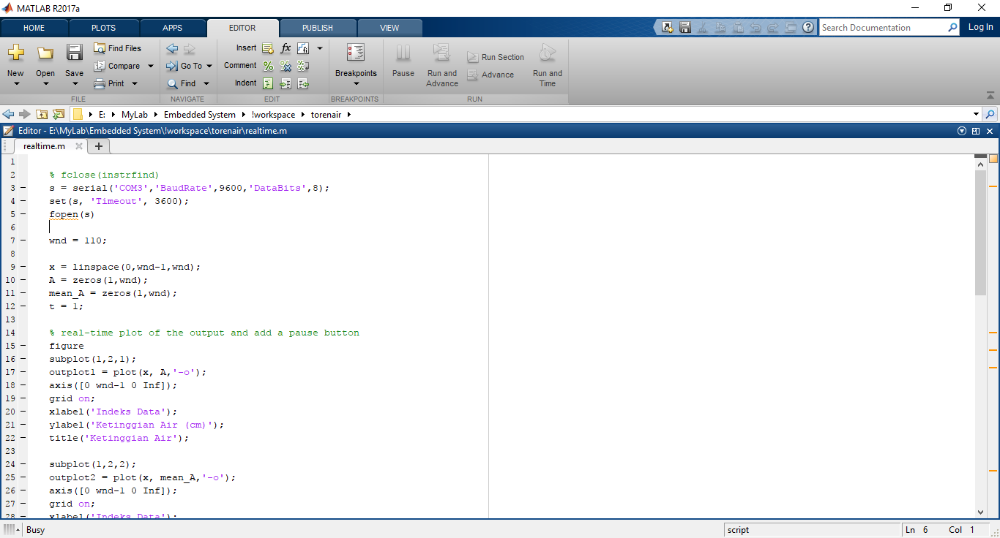 MATLAB R2017a
HOME PLOTS APPS EDITOR PUBLISH VIEW Search Documentation Log In
New Open Save Find Files Compare Print
Go To Find
Insert fx Comment Indent
Breakpoints
Pause Run and Advance Run Section Advance Run and Time
FILE NAVIGATE EDIT BREAKPOINTS RUN
E: MyLab Embedded System !workspace torenair
Editor - E:\MyLab\Embedded System\!workspace\torenair\realtime.m
realtime.m
1
2 % fclose(instrfind)
3 s = serial('COM3','BaudRate',9600,'DataBits',8);
4 set(s, 'Timeout', 3600);
5 fopen(s)
6
7 wnd = 110;
8
9 x = linspace(0,wnd-1,wnd);
10 A = zeros(1,wnd);
11 mean_A = zeros(1,wnd);
12 t = 1;
13
14 % real-time plot of the output and add a pause button
15 figure
16 subplot(1,2,1);
17 outplot1 = plot(x, A,'-o');
18 axis([0 wnd-1 0 Inf]);
19 grid on;
20 xlabel('Indeks Data');
21 ylabel('Ketinggian Air (cm)');
22 title('Ketinggian Air');
23
24 subplot(1,2,2);
25 outplot2 = plot(x, mean_A,'-o');
26 axis([0 wnd-1 0 Inf]);
27 grid on;
28 xlabel('Indeks Data');
Busy script Ln 6 Col 1